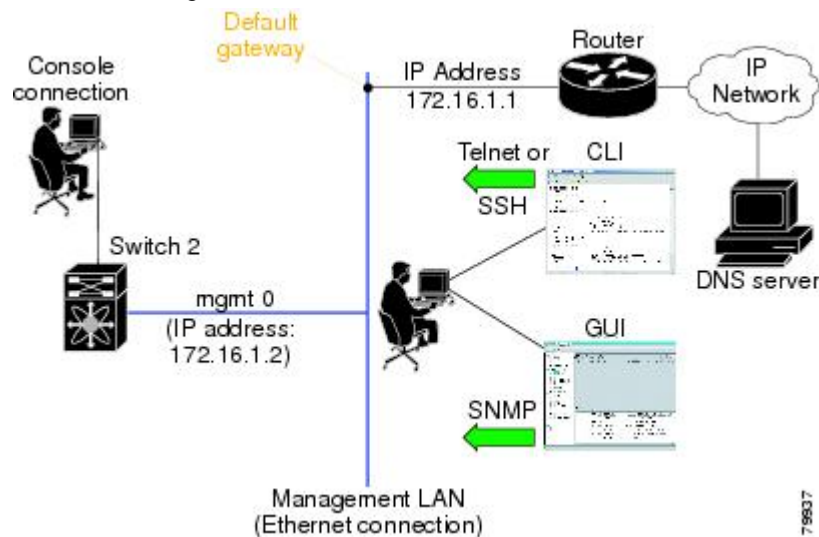 Default
gateway
Console
connection
IP Address
172.16.1.1
Router
IP
Network
Telnet or
SSH
CLI
Switch 2
DNS server
mgmt 0
(IP address:
172.16.1.2)
GUI
SNMP
Management LAN
(Ethernet connection)
79937